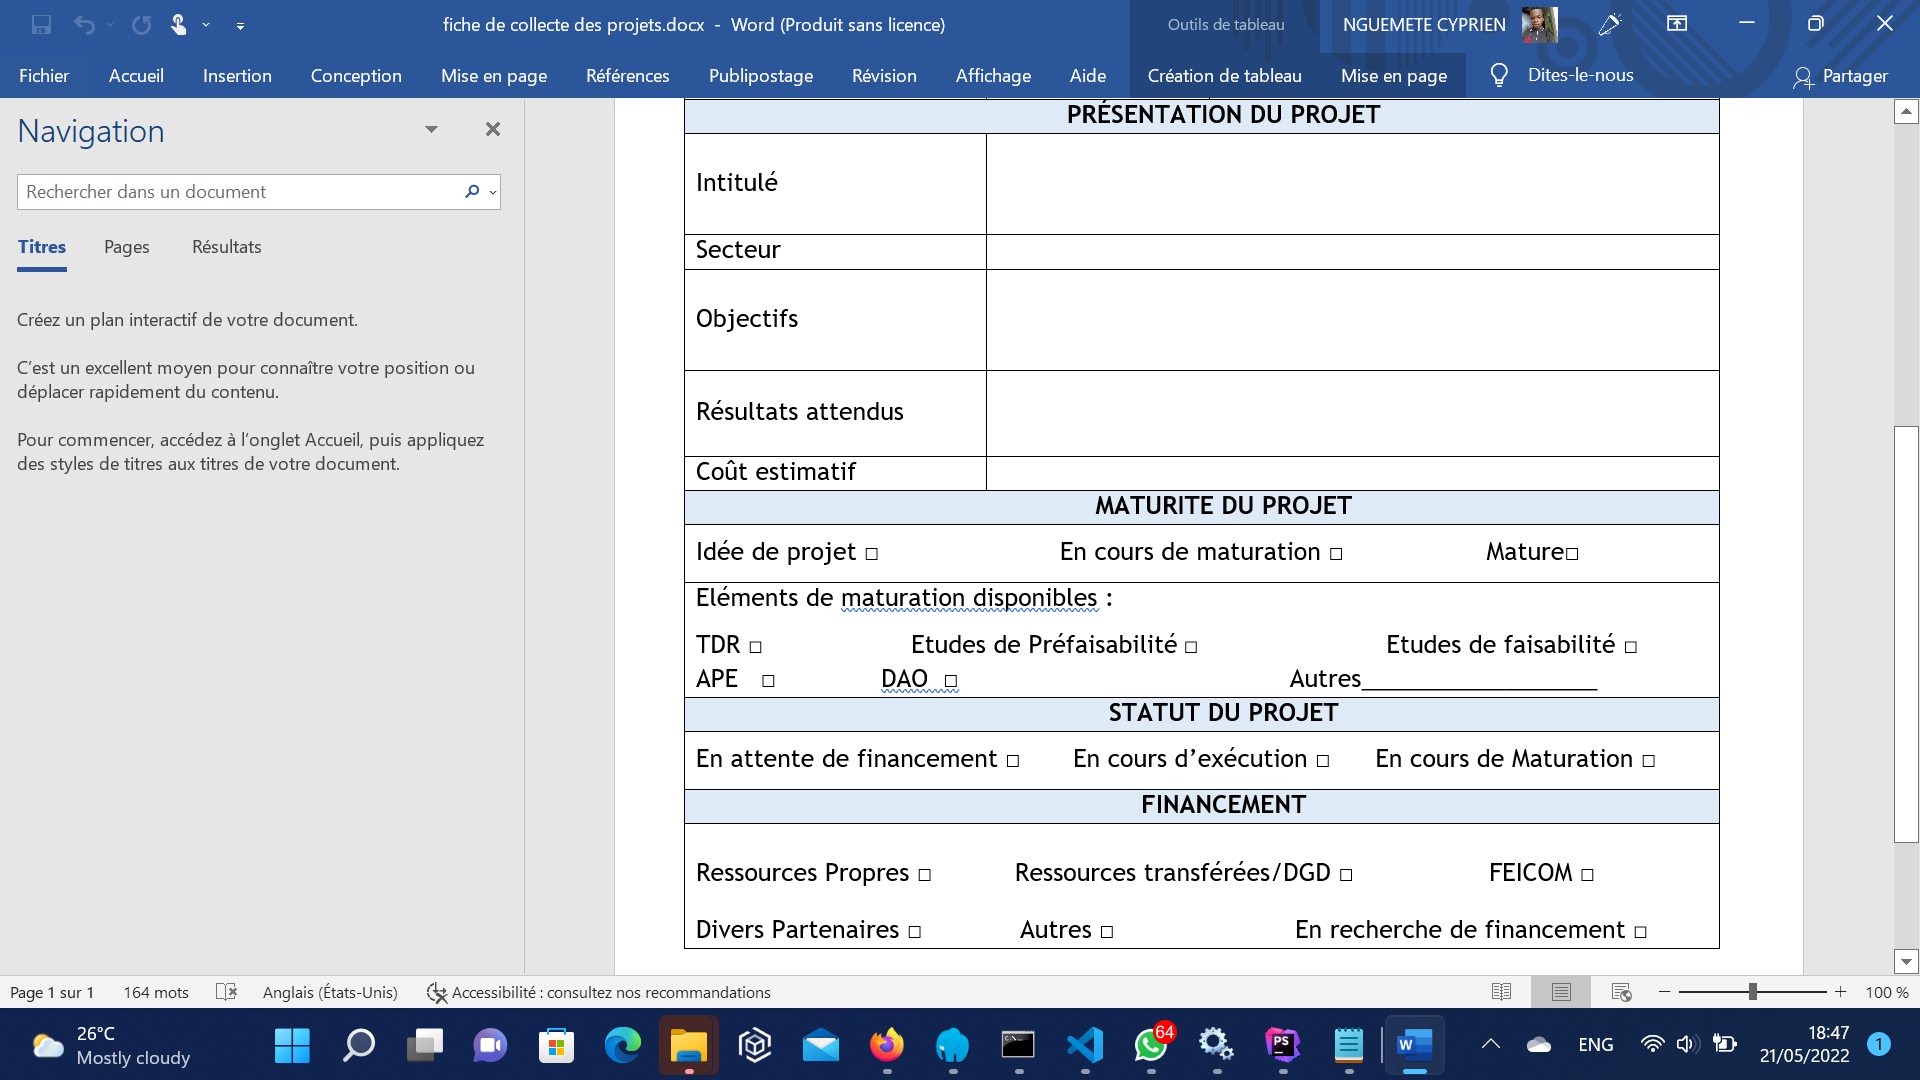 fiche de collecte des projets.docx - Word (Produit sans licence)
Outils de tableau
NGUEMETE CYPRIEN
Fichier Accueil Insertion Conception Mise en page Références Publipostage Révision Affichage Aide Création de tableau Mise en page Dites-le-nous Partager
Navigation
Rechercher dans un document
Titres Pages Résultats
Créez un plan interactif de votre document.
C’est un excellent moyen pour connaître votre position ou
déplacer rapidement du contenu.
Pour commencer, accédez à l’onglet Accueil, puis appliquez
des styles de titres aux titres de votre document.
PRÉSENTATION DU PROJET
Intitulé
Secteur
Objectifs
Résultats attendus
Coût estimatif
MATURITE DU PROJET
Idée de projet □ En cours de maturation □ Mature□
Eléments de maturation disponibles :
TDR □ Etudes de Préfaisabilité □ Etudes de faisabilité □
APE □ DAO □ Autres__________________
STATUT DU PROJET
En attente de financement □ En cours d’exécution □ En cours de Maturation □
FINANCEMENT
Ressources Propres □ Ressources transférées/DGD □ FEICOM □
Divers Partenaires □ Autres □ En recherche de financement □
Page 1 sur 1 164 mots Anglais (États-Unis) Accessibilité : consultez nos recommandations 100 %
26°C
Mostly cloudy
64
PS
W
ENG
18:47
21/05/2022
1